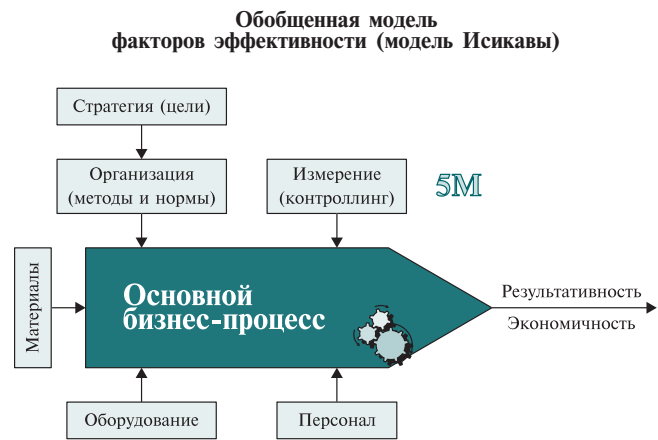 Обобщенная модель
факторов эффективности (модель Исикавы)
Стратегия (цели)
Организация
(методы и нормы)
Измерение
(контроллинг)
5М
Материалы
Основной
бизнес-процесс
Результативность
Экономичность
Оборудование
Персонал